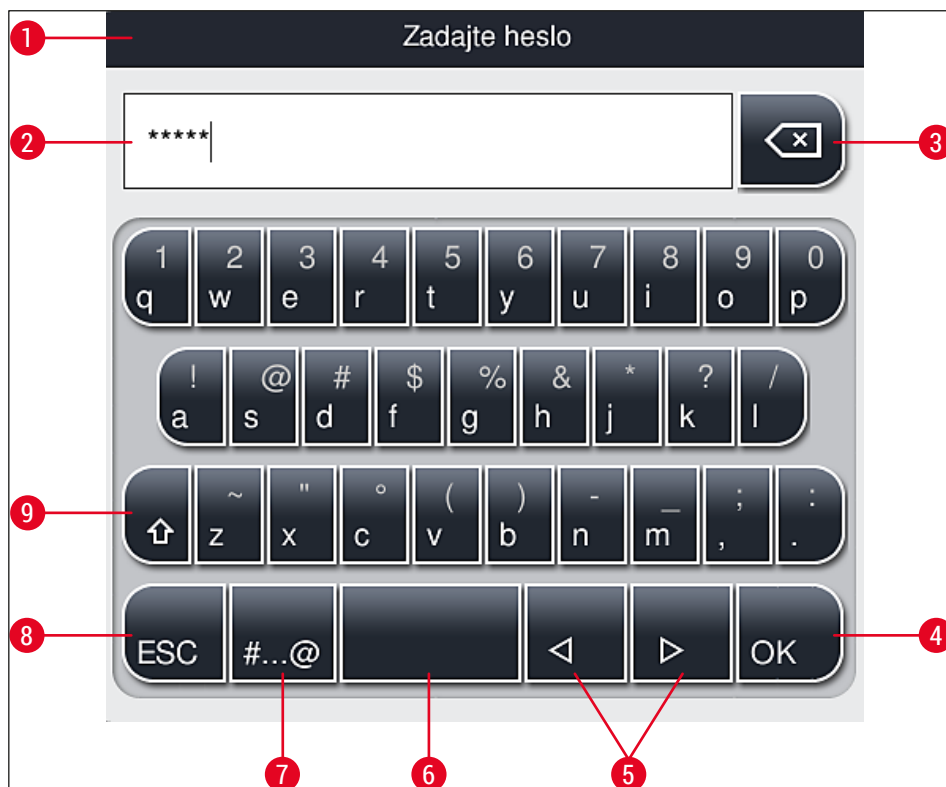 1 Zadajte heslo
2 ***** 3
1 2 3 4 5 6 7 8 9 0
q w e r t y u i o p
! @ # $ % & * ? /
a s d f g h j k l
~ " ° ( ) - _ ; :
9 z x c v b n m , .
8 ESC #...@ OK 4
7 6 5